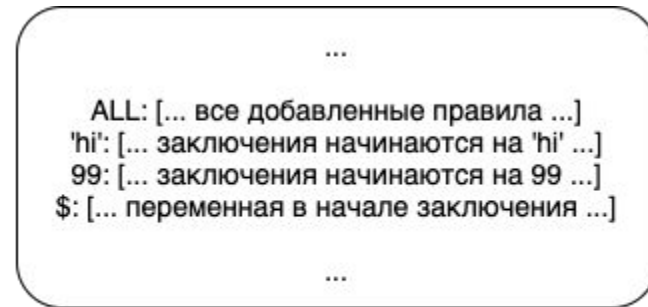 ...
ALL: [... все добавленные правила ...]
'hi': [... заключения начинаются на 'hi' ...]
99: [... заключения начинаются на 99 ...]
$: [... переменная в начале заключения ...]
...